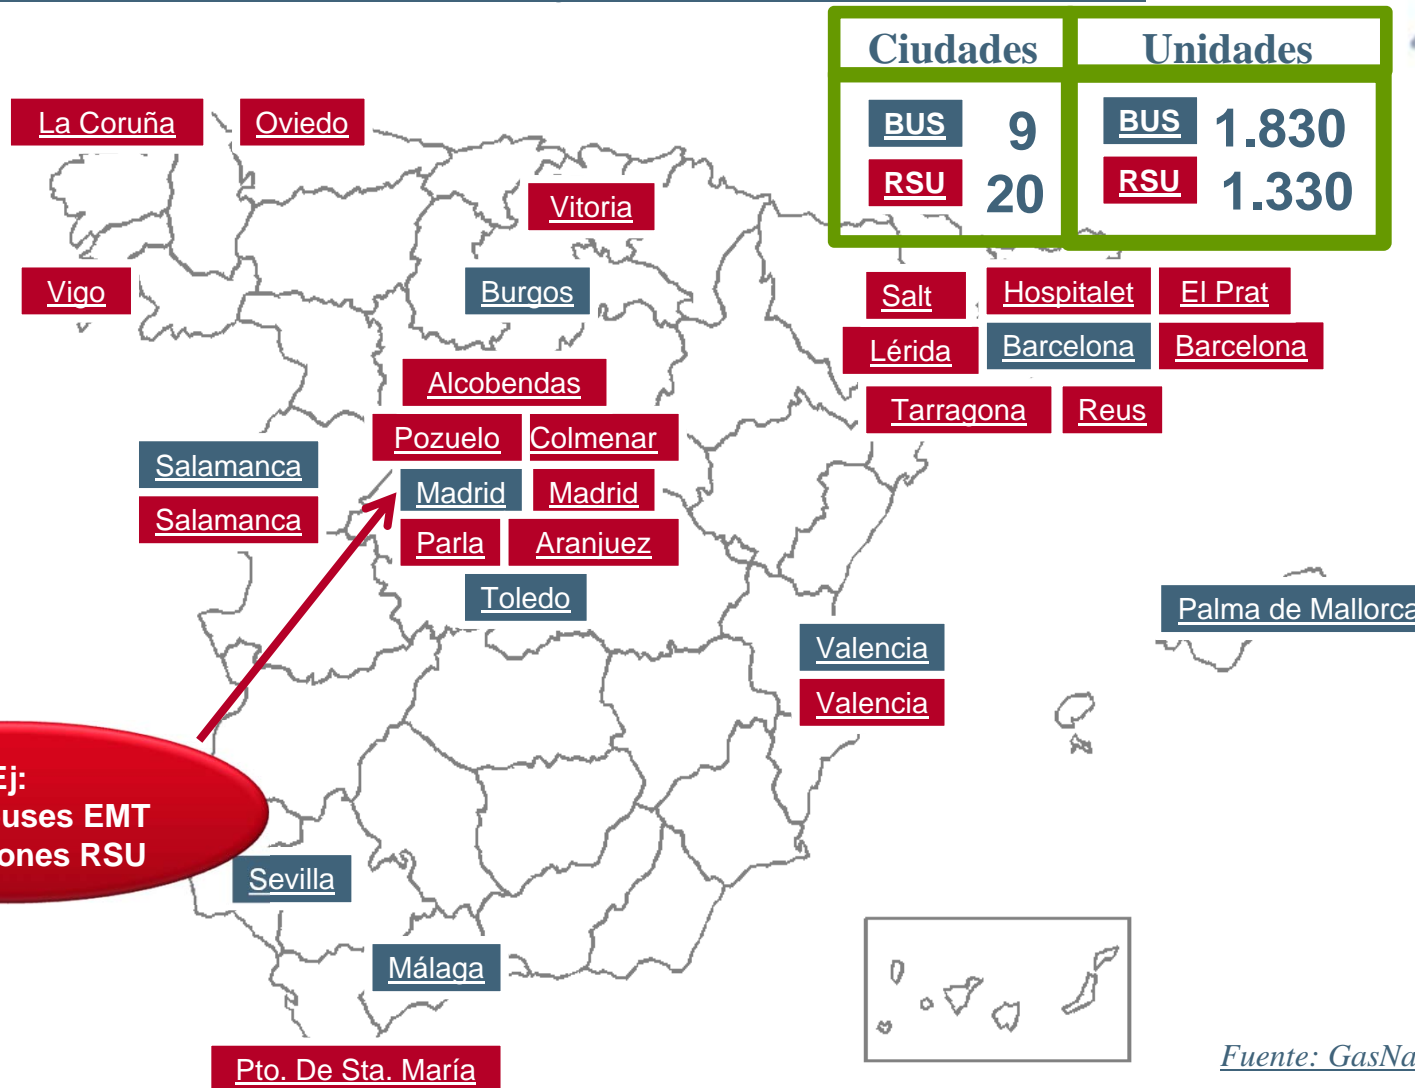 Ciudades
Unidades
BUS 9
BUS 1.830
RSU 20
RSU 1.330
La Coruña
Oviedo
Vitoria
Vigo
Burgos
Salt
Hospitalet
El Prat
Lérida
Barcelona
Barcelona
Alcobendas
Tarragona
Reus
Pozuelo
Colmenar
Salamanca
Madrid
Madrid
Salamanca
Parla
Aranjuez
Toledo
Palma de Mallorca
Valencia
Valencia
Ej:
uses EMT
ones RSU
Sevilla
Málaga
Pto. De Sta. María
Fuente: GasNa